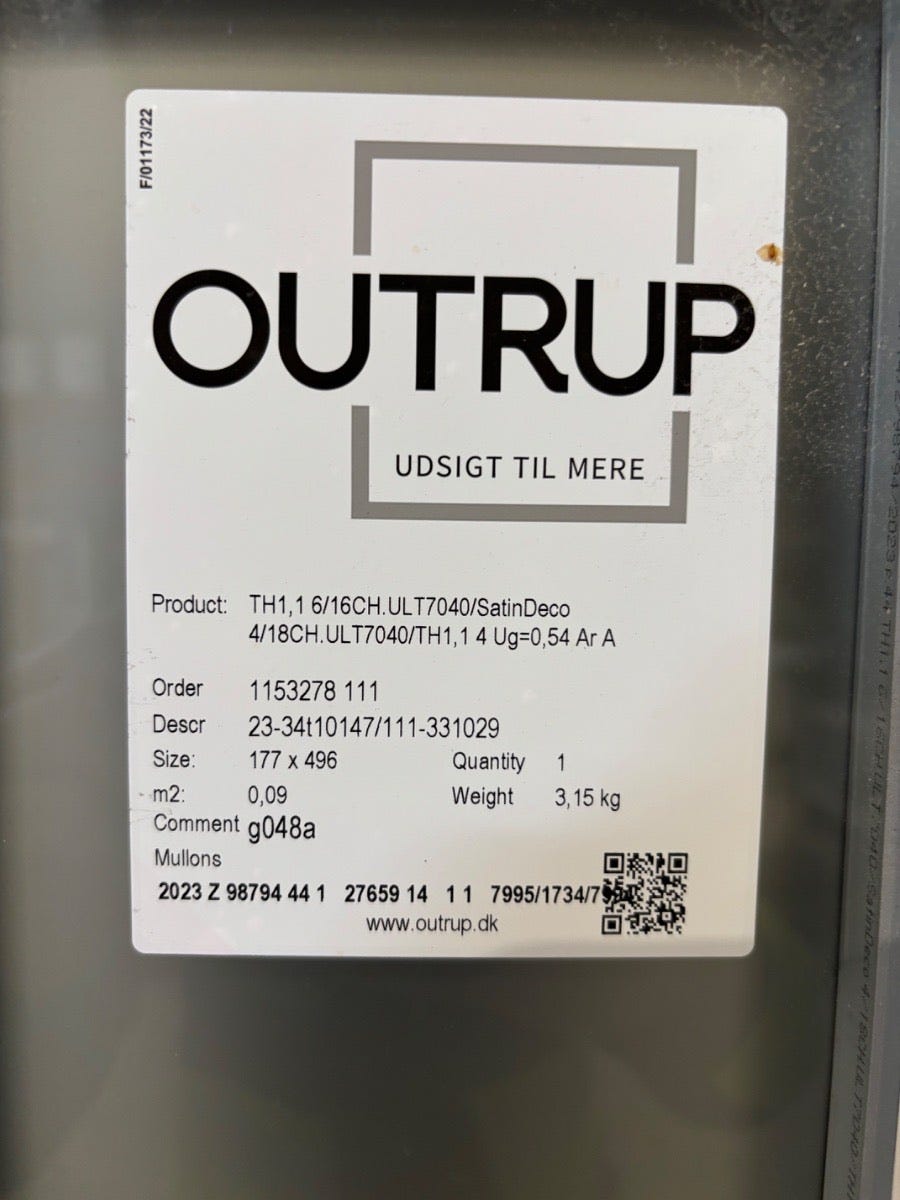 F/01173/22
OUTRUP
UDSIGT TIL MERE
Product: TH1,1 6/16CH.ULT7040/SatinDeco
4/18CH.ULT7040/TH1,1 4 Ug=0,54 Ar A
Order 1153278 111
Descr 23-34t10147/111-331029
Size: 177 x 496 Quantity 1
m2: 0,09 Weight 3,15 kg
Comment g048a
Mullons
2023 Z 98794 44 1 27659 14 1 1 7995/1734/7994
www.outrup.dk